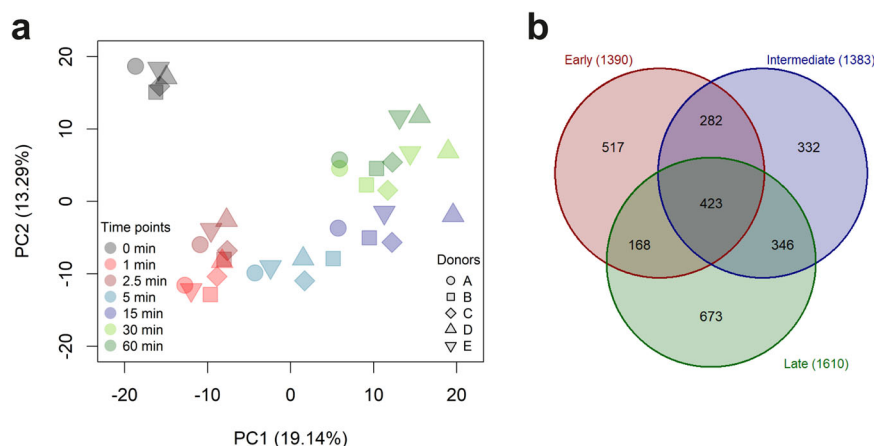 a
20
10
0
-10
-20
PC2 (13.29%)
Time points
0 min
1 min
2.5 min
5 min
15 min
30 min
60 min
Donors
A
B
C
D
E
-20
-10
0
10
20
PC1 (19.14%)
b
Early (1390)
Intermediate (1383)
282
517
332
423
168
346
673
Late (1610)